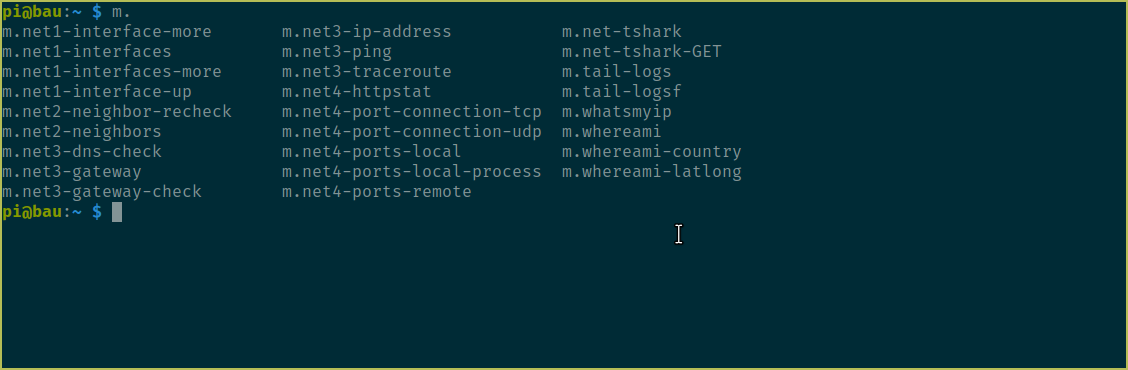 pi@bau:~ $ m.
m.net1-interface-more       m.net3-ip-address           m.net-tshark
m.net1-interfaces           m.net3-ping                 m.net-tshark-GET
m.net1-interfaces-more      m.net3-traceroute           m.tail-logs
m.net1-interface-up         m.net4-httpstat             m.tail-logsf
m.net2-neighbor-recheck     m.net4-port-connection-tcp  m.whatsmyip
m.net2-neighbors            m.net4-port-connection-udp  m.whereami
m.net3-dns-check            m.net4-ports-local          m.whereami-country
m.net3-gateway              m.net4-ports-local-process  m.whereami-latlong
m.net3-gateway-check        m.net4-ports-remote
pi@bau:~ $